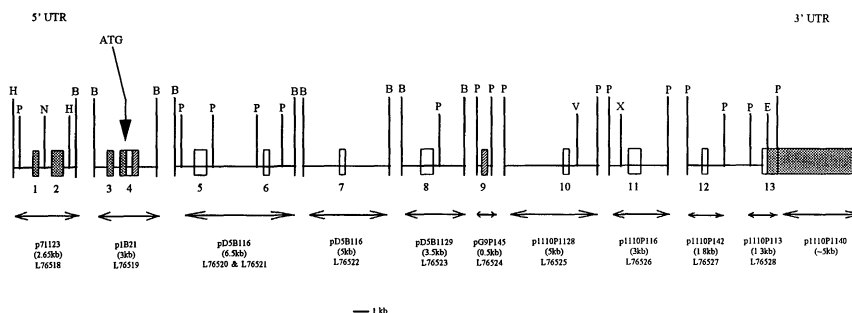 5' UTR
3' UTR
ATG
H P N H B B B B P P P P B B B B P B P P P V P P X P P P P E P
1 2 3 4 5 6 7 8 9 10 11 12 13
p71123 p1B21 pD5B116 pD5B116 pD5B1129 pG9P145 p1110P1128 p1110P116 p1110P142 p1110P113 p1110P1140
(2.65kb) (3kb) (6.5kb) (5kb) (3.5kb) (0.5kb) (5kb) (3kb) (1 8kb) (1 3kb) (~5kb)
L76518 L76519 L76520 & L76521 L76522 L76523 L76524 L76525 L76526 L76527 L76528
1 kb